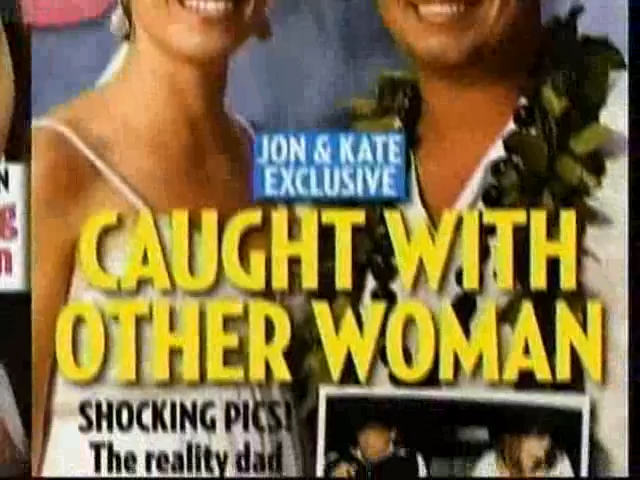 JON & KATE
EXCLUSIVE
CAUGHT WITH
OTHER WOMAN
SHOCKING PICS!
The reality dad